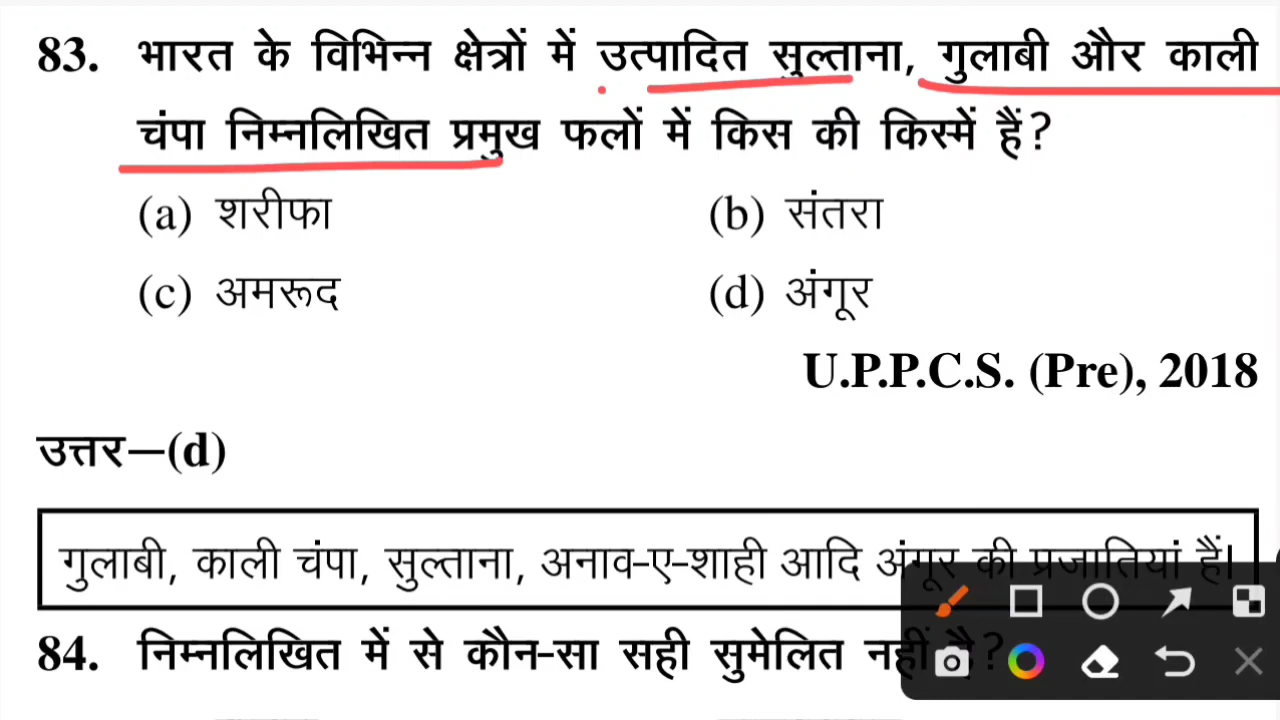 83. भारत के विभिन्न क्षेत्रों में उत्पादित सुल्ताना, गुलाबी और काली
चंपा निम्नलिखित प्रमुख फलों में किस की किस्में हैं?
(a) शरीफा (b) संतरा
(c) अमरूद (d) अंगूर
U.P.P.C.S. (Pre), 2018
उत्तर—(d)
गुलाबी, काली चंपा, सुल्ताना, अनाव-ए-शाही आदि अंगूर की प्रजातियां हैं।
84. निम्नलिखित में से कौन-सा सही सुमेलित नहीं है?